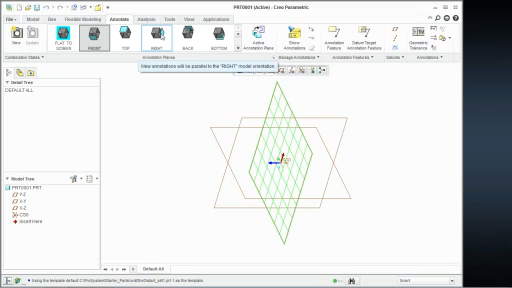 PRT0001 (Active) - Creo Parametric
File Model Box Flexible Modeling Annotate Analysis Tools View Applications
New Update FLAT TO SCREEN FRONT TOP RIGHT BACK BOTTOM Active Annotation Plane Show Annotations Annotation Feature Datum Target Annotation Feature Geometric Tolerance
Combination States Annotation Planes Manage Annotations Annotation Features Datums Annotations
New annotations will be parallel to the "RIGHT" model orientation.
Detail Tree
DEFAULT ALL
Model Tree
PRT0001.PRT
Y-Z
X-Y
X-Z
CS0
Insert Here
Default All
Smart